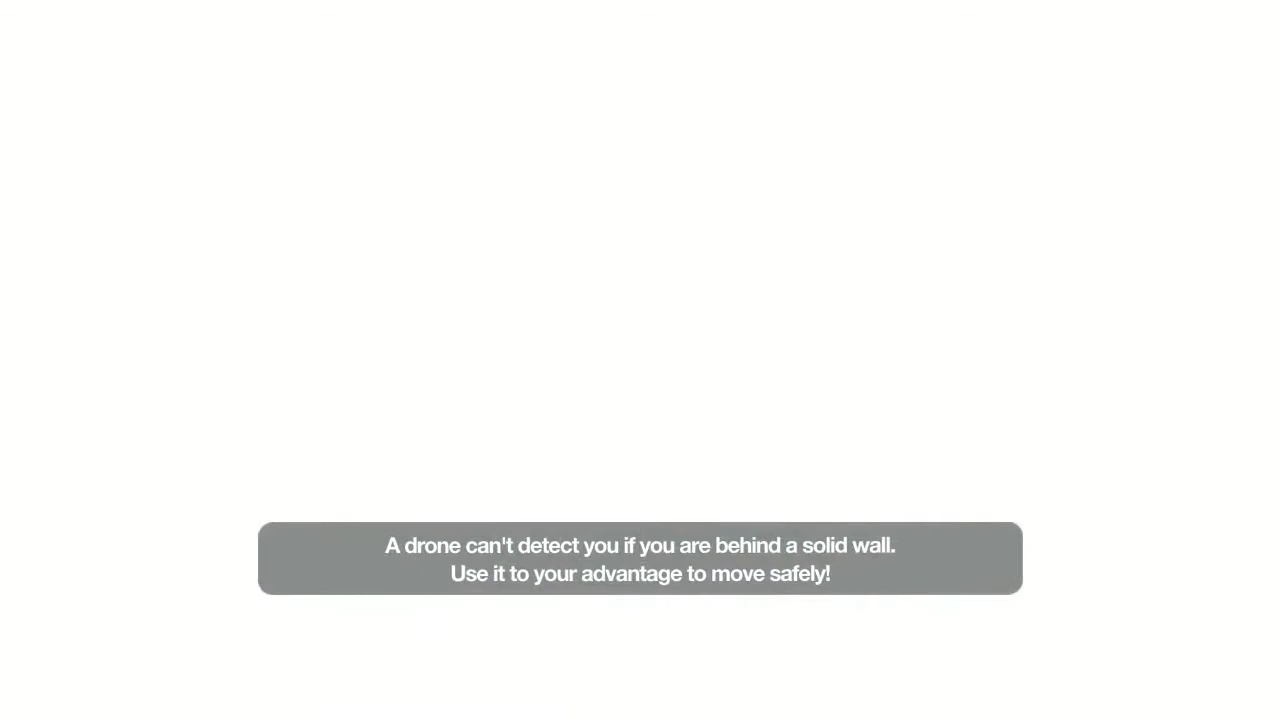 A drone can't detect you if you are behind a solid wall.
Use it to your advantage to move safely!